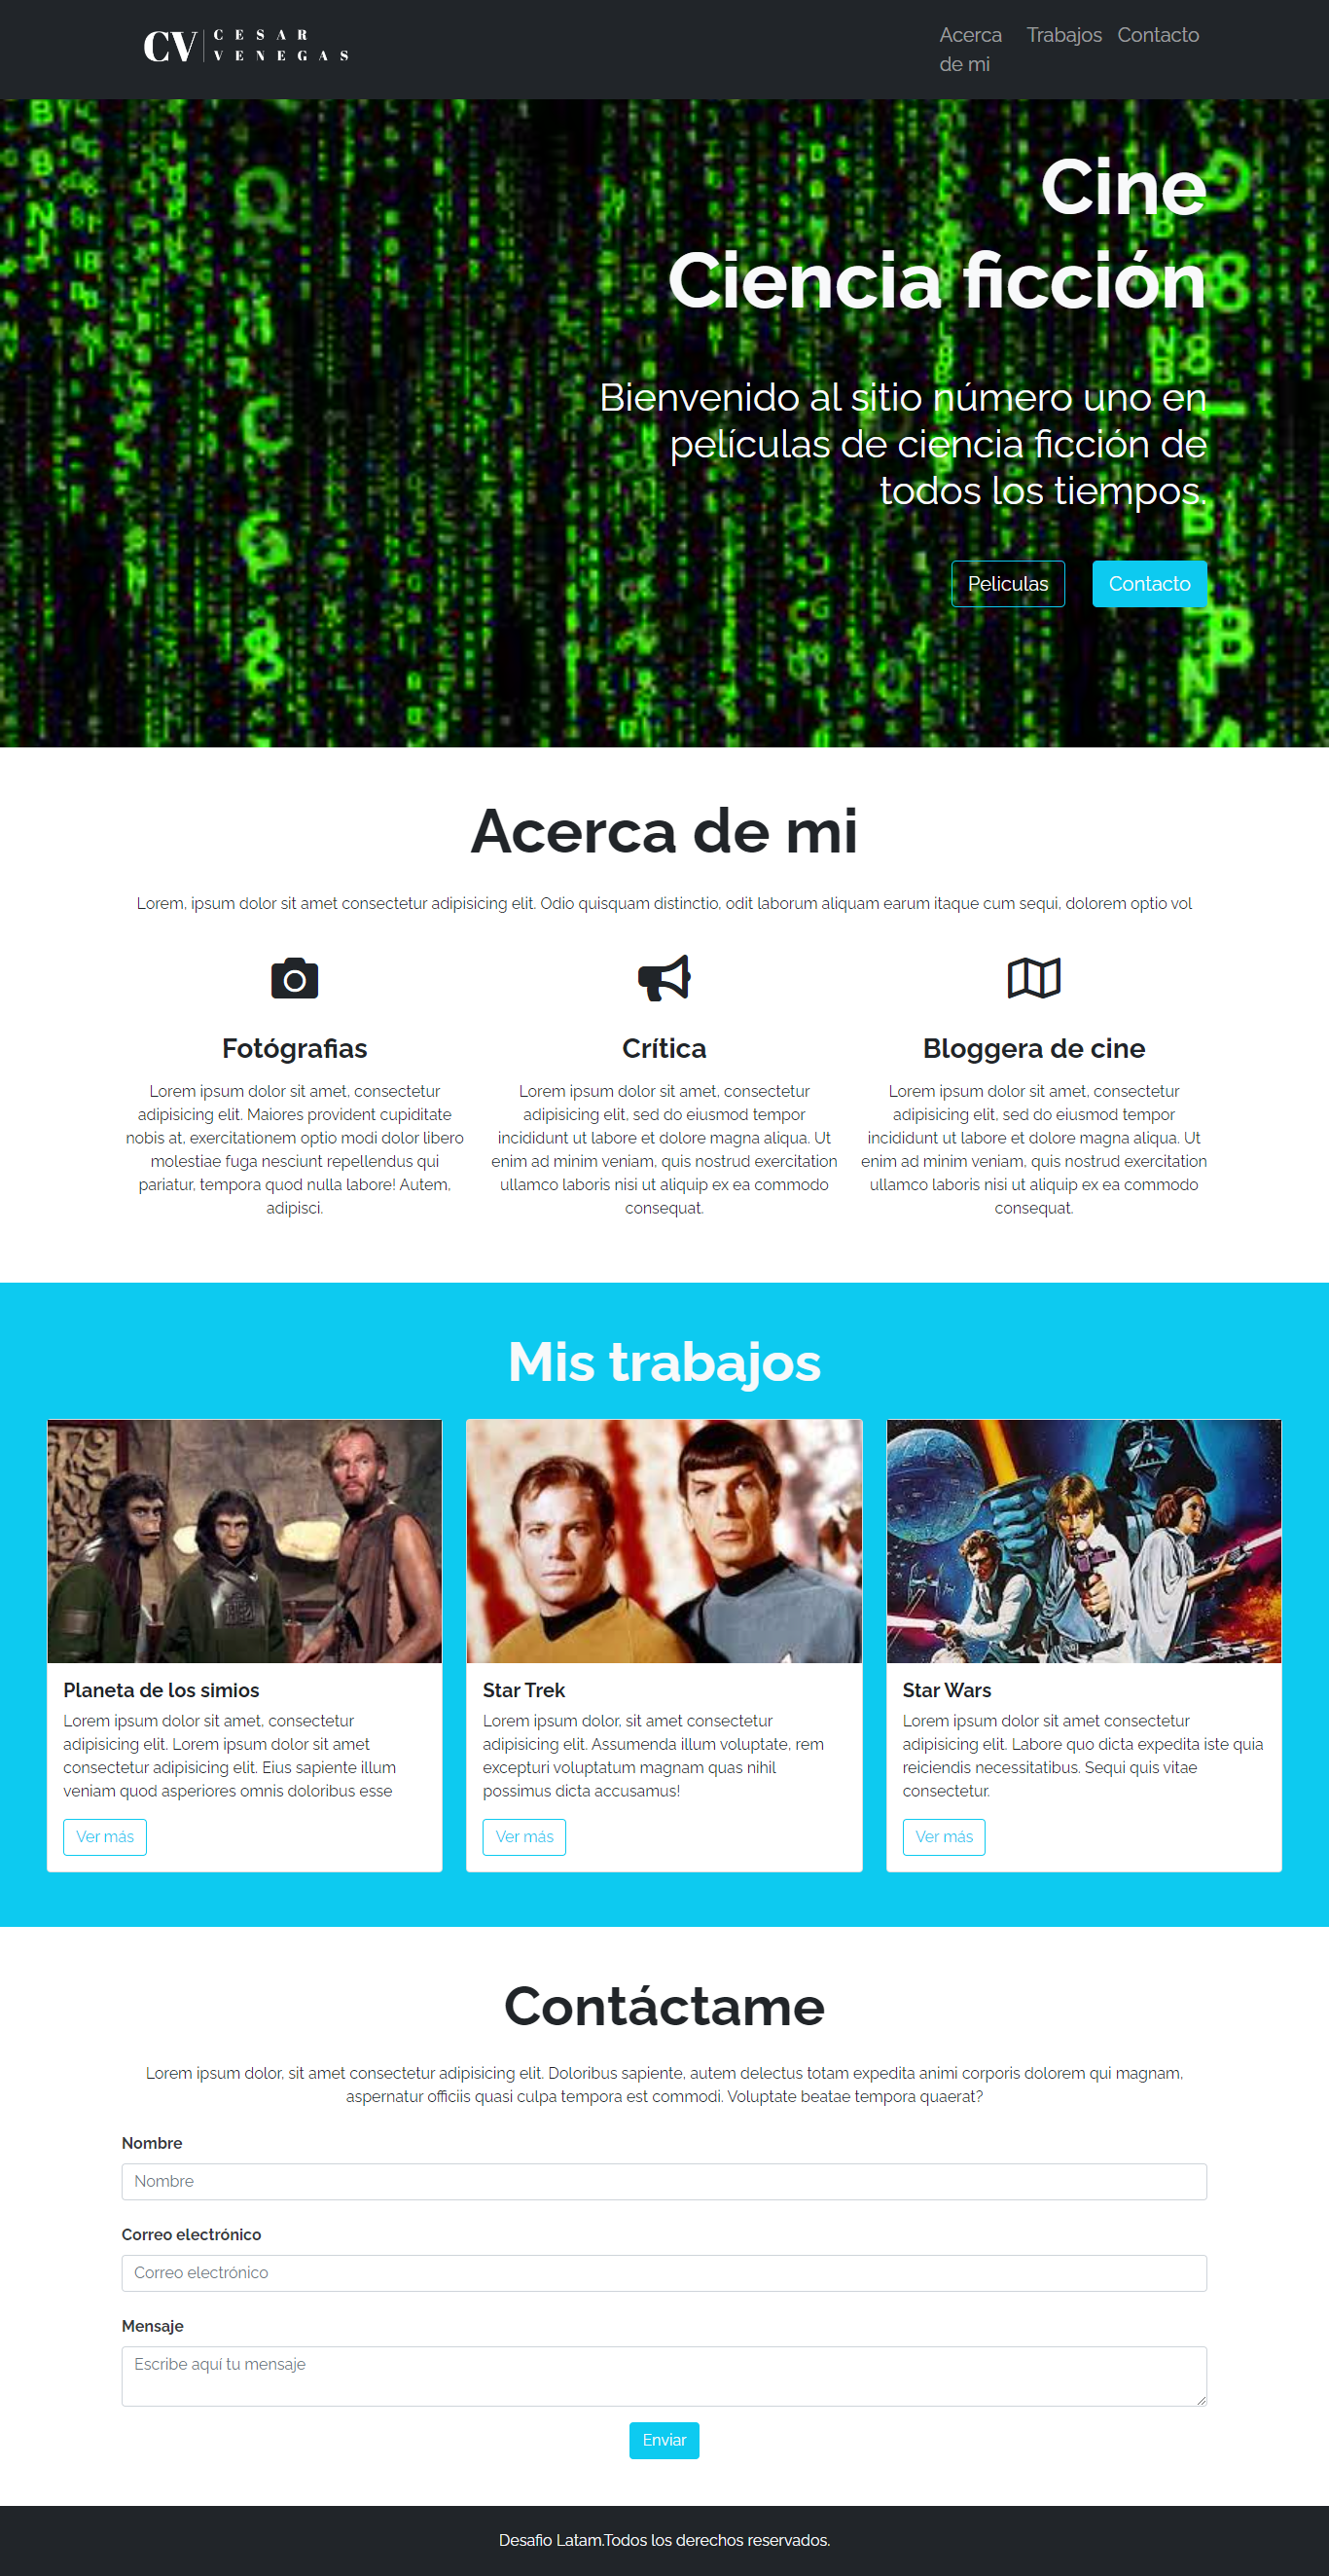 CV CESAR
VENEGAS
Acerca de mi
Trabajos
Contacto
Cine
Ciencia ficción
Bienvenido al sitio número uno en
películas de ciencia ficción de
todos los tiempos.
Peliculas
Contacto
Acerca de mi
Lorem, ipsum dolor sit amet consectetur adipisicing elit. Odio quisquam distinctio, odit laborum aliquam earum itaque cum sequi, dolorem optio vol
Fotógrafias
Lorem ipsum dolor sit amet, consectetur
adipisicing elit. Maiores provident cupiditate
nobis at, exercitationem optio modi dolor libero
molestiae fuga nesciunt repellendus qui
pariatur, tempora quod nulla labore! Autem,
adipisci.
Crítica
Lorem ipsum dolor sit amet, consectetur
adipisicing elit, sed do eiusmod tempor
incididunt ut labore et dolore magna aliqua. Ut
enim ad minim veniam, quis nostrud exercitation
ullamco laboris nisi ut aliquip ex ea commodo
consequat.
Bloggera de cine
Lorem ipsum dolor sit amet, consectetur
adipisicing elit, sed do eiusmod tempor
incididunt ut labore et dolore magna aliqua. Ut
enim ad minim veniam, quis nostrud exercitation
ullamco laboris nisi ut aliquip ex ea commodo
consequat.
Mis trabajos
Planeta de los simios
Lorem ipsum dolor sit amet, consectetur
adipisicing elit. Lorem ipsum dolor sit amet
consectetur adipisicing elit. Eius sapiente illum
veniam quod asperiores omnis doloribus esse
Ver más
Star Trek
Lorem ipsum dolor, sit amet consectetur
adipisicing elit. Assumenda illum voluptate, rem
excepturi voluptatum magnam quas nihil
possimus dicta accusamus!
Ver más
Star Wars
Lorem ipsum dolor sit amet consectetur
adipisicing elit. Labore quo dicta expedita iste quia
reiciendis necessitatibus. Sequi quis vitae
consectetur.
Ver más
Contáctame
Lorem ipsum dolor, sit amet consectetur adipisicing elit. Doloribus sapiente, autem delectus totam expedita animi corporis dolorem qui magnam,
aspernatur officiis quasi culpa tempora est commodi. Voluptate beatae tempora quaerat?
Nombre
Nombre
Correo electrónico
Correo electrónico
Mensaje
Escribe aquí tu mensaje
Enviar
Desafio Latam.Todos los derechos reservados.